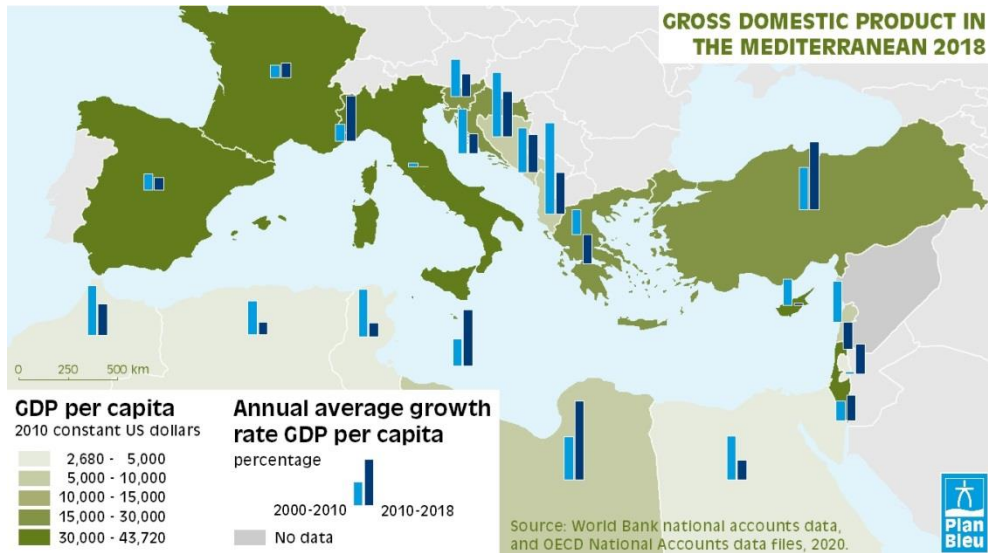 GROSS DOMESTIC PRODUCT IN
THE MEDITERRANEAN 2018
0 250 500 km
GDP per capita
2010 constant US dollars
2,680 - 5,000
5,000 - 10,000
10,000 - 15,000
15,000 - 30,000
30,000 - 43,720
Annual average growth
rate GDP per capita
percentage
2000-2010 2010-2018
No data
Source: World Bank national accounts data,
and OECD National Accounts data files, 2020.
Plan
Bleu